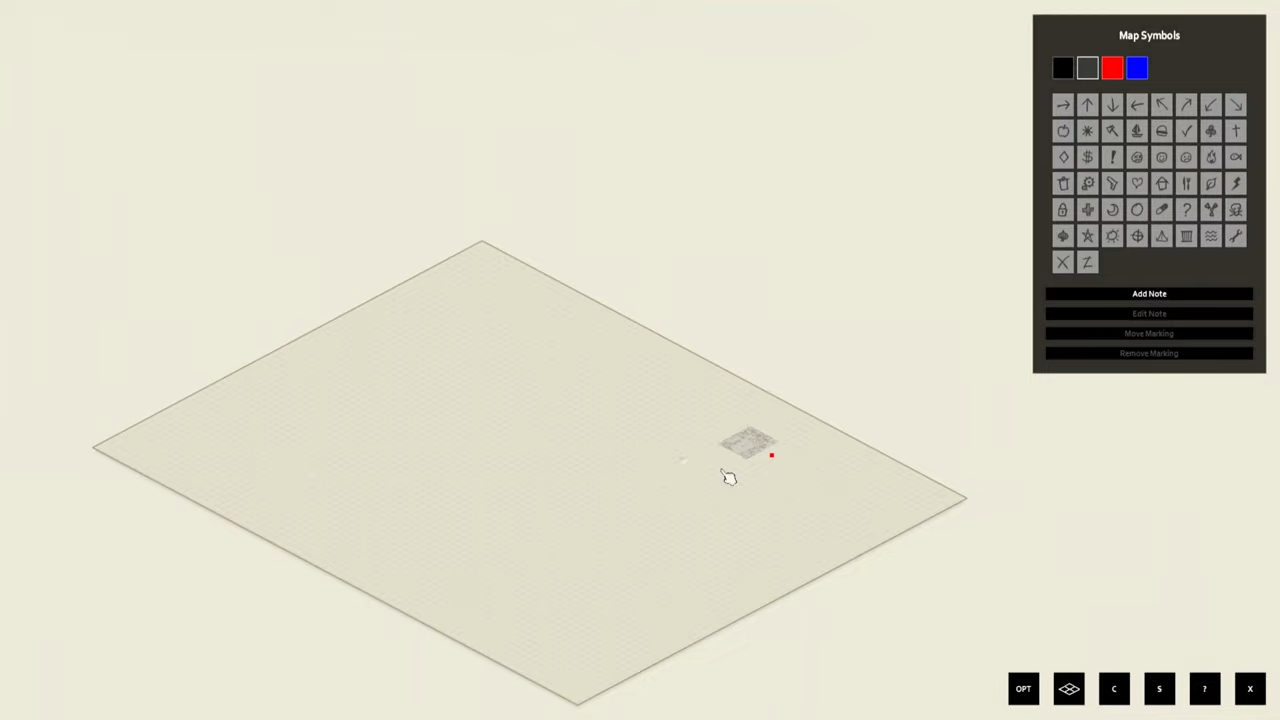 Map Symbols
Add Note
Edit Note
Move Marking
Remove Marking
OPT
C
S
?
X